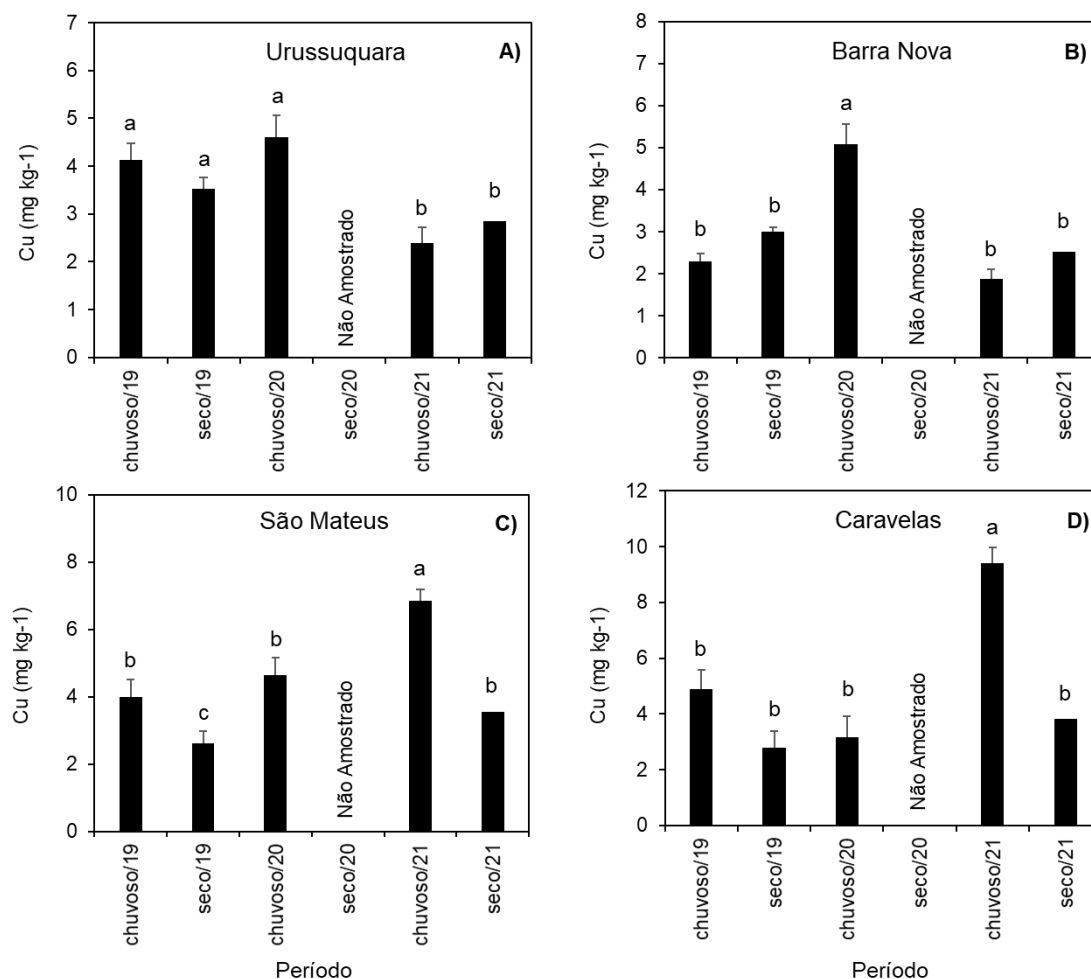 Urussuquara
A)
Cu (mg kg-1)
7
6
5
4
3
2
1
0
a
a
a
b
b
Não Amostrado
chuvoso/19
seco/19
chuvoso/20
seco/20
chuvoso/21
seco/21
Barra Nova
B)
Cu (mg kg-1)
8
7
6
5
4
3
2
1
0
b
b
a
b
b
Não Amostrado
chuvoso/19
seco/19
chuvoso/20
seco/20
chuvoso/21
seco/21
São Mateus
C)
Cu (mg kg-1)
10
8
6
4
2
0
b
c
b
a
b
Não Amostrado
chuvoso/19
seco/19
chuvoso/20
seco/20
chuvoso/21
seco/21
Período
Caravelas
D)
Cu (mg kg-1)
12
10
8
6
4
2
0
b
b
b
a
b
Não Amostrado
chuvoso/19
seco/19
chuvoso/20
seco/20
chuvoso/21
seco/21
Período